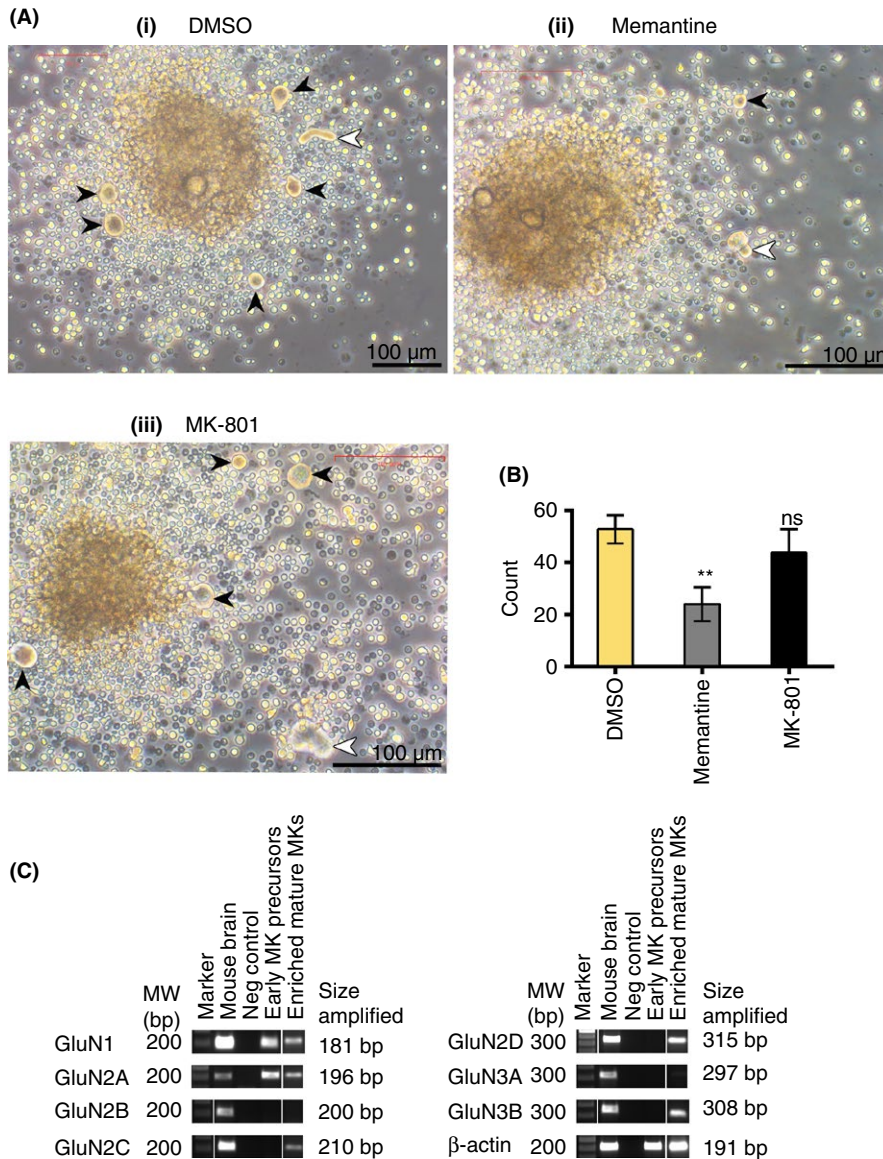 (A)
(i) DMSO
(ii) Memantine
100 µm
100 µm
(iii) MK-801
100 µm
(B)
60
40
20
0
Count
**
ns
DMSO
Memantine
MK-801
(C)
MW
(bp)
Marker
Mouse brain
Neg control
Early MK precursors
Enriched mature MKs
Size
amplified
GluN1 200 181 bp
GluN2A 200 196 bp
GluN2B 200 200 bp
GluN2C 200 210 bp
MW
(bp)
Marker
Mouse brain
Neg control
Early MK precursors
Enriched mature MKs
Size
amplified
GluN2D 300 315 bp
GluN3A 300 297 bp
GluN3B 300 308 bp
β-actin 200 191 bp